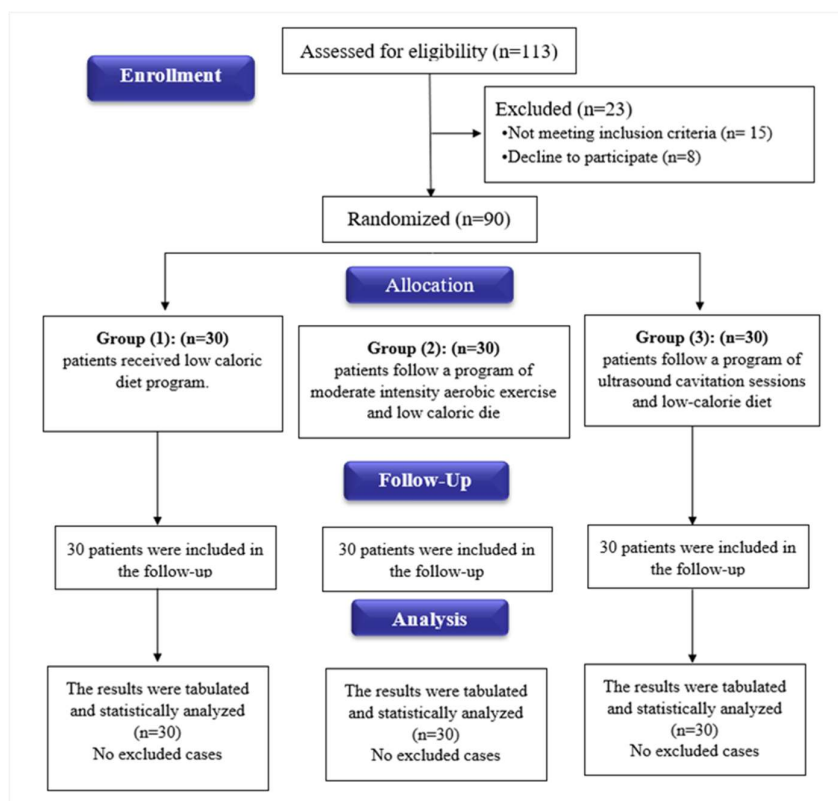 Assessed for eligibility (n=113)
Enrollment
Excluded (n=23)
•Not meeting inclusion criteria (n= 15)
•Decline to participate (n=8)
Randomized (n=90)
Allocation
Group (1): (n=30)
patients received low caloric
diet program.
Group (2): (n=30)
patients follow a program of
moderate intensity aerobic exercise
and low caloric die
Group (3): (n=30)
patients follow a program of
ultrasound cavitation sessions
and low-calorie diet
Follow-Up
30 patients were included in
the follow-up
30 patients were included in
the follow-up
30 patients were included in
the follow-up
Analysis
The results were tabulated
and statistically analyzed
(n=30)
No excluded cases
The results were tabulated
and statistically analyzed
(n=30)
No excluded cases
The results were tabulated
and statistically analyzed
(n=30)
No excluded cases